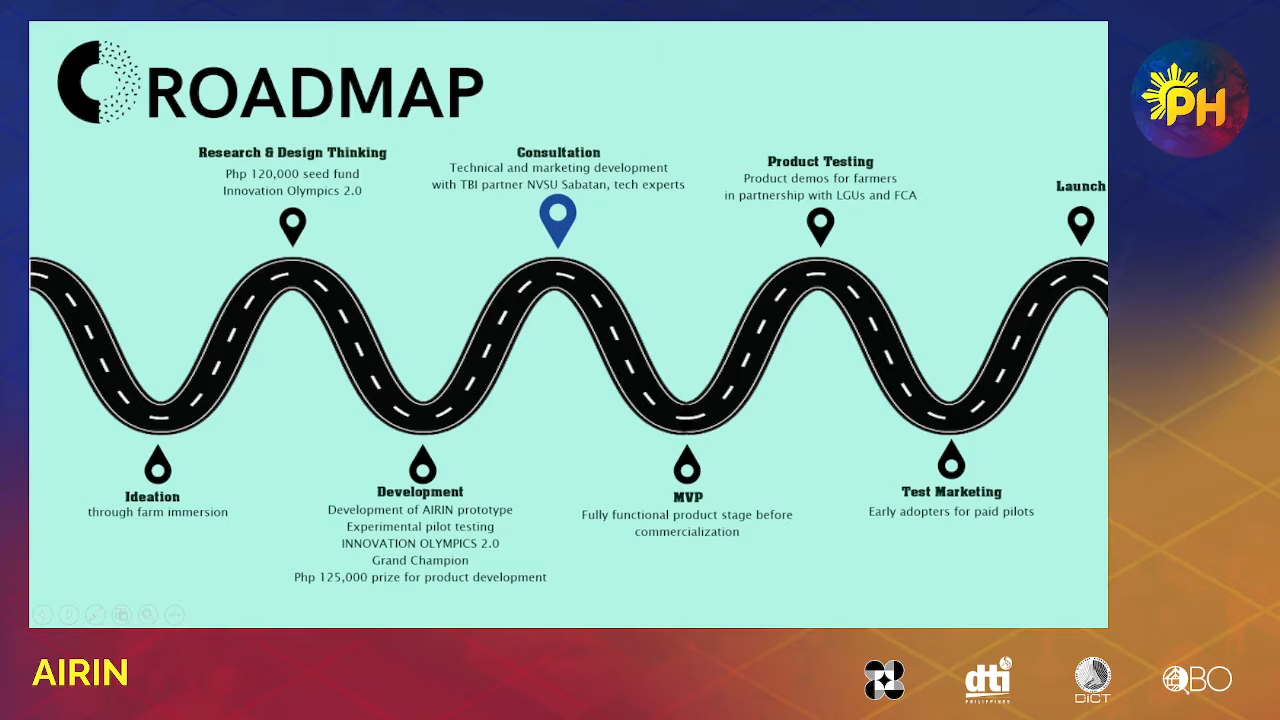 ROADMAP
Research & Design Thinking
Php 120,000 seed fund
Innovation Olympics 2.0
Consultation
Technical and marketing development
with TBI partner NVSU Sabatan, tech experts
Product Testing
Product demos for farmers
in partnership with LGUs and FCA
Launch
Ideation
through farm immersion
Development
Development of AIRIN prototype
Experimental pilot testing
INNOVATION OLYMPICS 2.0
Grand Champion
Php 125,000 prize for product development
MVP
Fully functional product stage before
commercialization
Test Marketing
Early adopters for paid pilots
PH
AIRIN
dti
PHILIPPINES
DICT
QBO